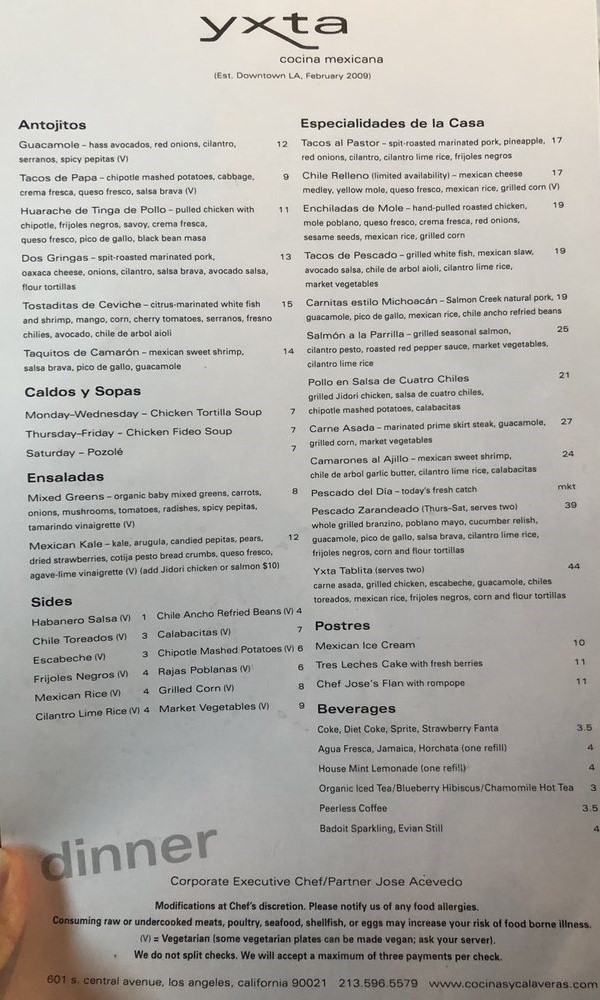 yxta
cocina mexicana
(Est. Downtown LA, February 2009)
Antojitos
Guacamole – hass avocados, red onions, cilantro, 12
serranos, spicy pepitas (V)
Tacos de Papa – chipotle mashed potatoes, cabbage, 9
crema fresca, queso fresco, salsa brava (V)
Huarache de Tinga de Pollo – pulled chicken with 11
chipotle, frijoles negros, savoy, crema fresca,
queso fresco, pico de gallo, black bean masa
Dos Gringas – spit-roasted marinated pork, 13
oaxaca cheese, onions, cilantro, salsa brava, avocado salsa,
flour tortillas
Tostaditas de Ceviche – citrus-marinated white fish 15
and shrimp, mango, corn, cherry tomatoes, serranos, fresno
chilies, avocado, chile de arbol aioli
Taquitos de Camarón – mexican sweet shrimp, 14
salsa brava, pico de gallo, guacamole
Caldos y Sopas
Monday–Wednesday – Chicken Tortilla Soup 7
Thursday–Friday – Chicken Fideo Soup 7
Saturday – Pozolé 7
Ensaladas
Mixed Greens – organic baby mixed greens, carrots, 8
onions, mushrooms, tomatoes, radishes, spicy pepitas,
tamarindo vinaigrette (V)
Mexican Kale – kale, arugula, candied pepitas, pears, 12
dried strawberries, cotija pesto bread crumbs, queso fresco,
agave-lime vinaigrette (V) (add Jidori chicken or salmon $10)
Sides
Habanero Salsa (V) 1
Chile Toreados (V) 3
Escabeche (V) 3
Frijoles Negros (V) 4
Mexican Rice (V) 4
Cilantro Lime Rice (V) 4
Chile Ancho Refried Beans (V) 4
Calabacitas (V) 7
Chipotle Mashed Potatoes (V) 6
Rajas Poblanas (V) 6
Grilled Corn (V) 8
Market Vegetables (V) 9
Especialidades de la Casa
Tacos al Pastor – spit-roasted marinated pork, pineapple, 17
red onions, cilantro, cilantro lime rice, frijoles negros
Chile Relleno (limited availability) – mexican cheese 17
medley, yellow mole, queso fresco, mexican rice, grilled corn (V)
Enchiladas de Mole – hand-pulled roasted chicken, 19
mole poblano, queso fresco, crema fresca, red onions,
sesame seeds, mexican rice, grilled corn
Tacos de Pescado – grilled white fish, mexican slaw, 19
avocado salsa, chile de arbol aioli, cilantro lime rice,
market vegetables
Carnitas estilo Michoacán – Salmon Creek natural pork, 19
guacamole, pico de gallo, mexican rice, chile ancho refried beans
Salmón a la Parrilla – grilled seasonal salmon, 25
cilantro pesto, roasted red pepper sauce, market vegetables,
cilantro lime rice
Pollo en Salsa de Cuatro Chiles 21
grilled Jidori chicken, salsa de cuatro chiles,
chipotle mashed potatoes, calabacitas
Carne Asada – marinated prime skirt steak, guacamole, 27
grilled corn, market vegetables
Camarones al Ajillo – mexican sweet shrimp, 24
chile de arbol garlic butter, cilantro lime rice, calabacitas
Pescado del Dia – today's fresh catch mkt
Pescado Zarandeado (Thurs–Sat, serves two) 39
whole grilled branzino, poblano mayo, cucumber relish,
guacamole, pico de gallo, salsa brava, cilantro lime rice,
frijoles negros, corn and flour tortillas
Yxta Tablita (serves two) 44
carne asada, grilled chicken, escabeche, guacamole, chiles
toreados, mexican rice, frijoles negros, corn and flour tortillas
Postres
Mexican Ice Cream 10
Tres Leches Cake with fresh berries 11
Chef Jose's Flan with rompope 11
Beverages
Coke, Diet Coke, Sprite, Strawberry Fanta 3.5
Agua Fresca, Jamaica, Horchata (one refill) 4
House Mint Lemonade (one refill) 4
Organic Iced Tea/Blueberry Hibiscus/Chamomile Hot Tea 3
Peerless Coffee 3.5
Badoit Sparkling, Evian Still 4
dinner
Corporate Executive Chef/Partner Jose Acevedo
Modifications at Chef's discretion. Please notify us of any food allergies.
Consuming raw or undercooked meats, poultry, seafood, shellfish, or eggs may increase your risk of food borne illness.
(V) = Vegetarian (some vegetarian plates can be made vegan; ask your server).
We do not split checks. We will accept a maximum of three payments per check.
601 s. central avenue, los angeles, california 90021 213.596.5579 www.cocinasycalaveras.com